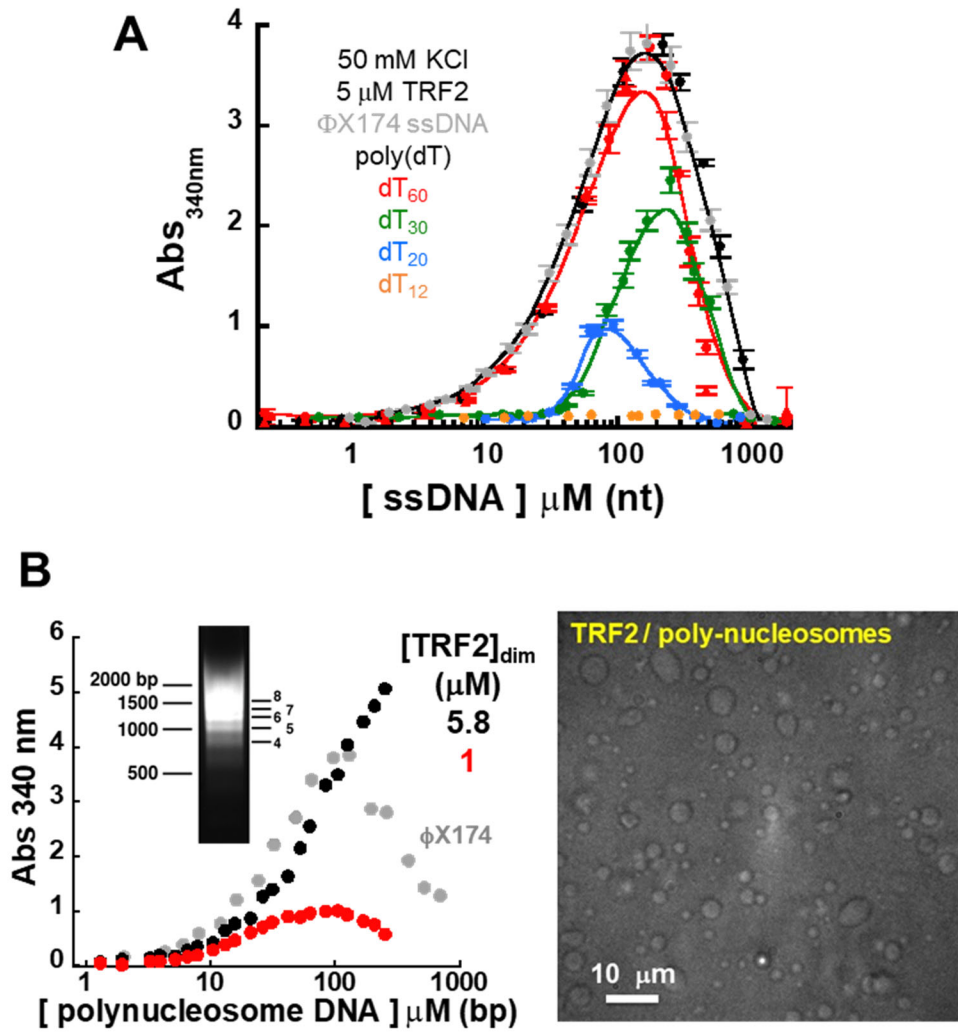 A
4
3
2
1
0
Abs340nm
50 mM KCl
5 μM TRF2
ΦX174 ssDNA
poly(dT)
dT60
dT30
dT20
dT12
1 10 100 1000
[ ssDNA ] μM (nt)
B
6
5
4
3
2
1
0
Abs 340 nm
2000 bp
1500
1000
500
8
7
6
5
4
[TRF2]dim
(μM)
5.8
1
ϕX174
1 10 100 1000
[ polynucleosome DNA ] μM (bp)
TRF2 / poly-nucleosomes
10 μm